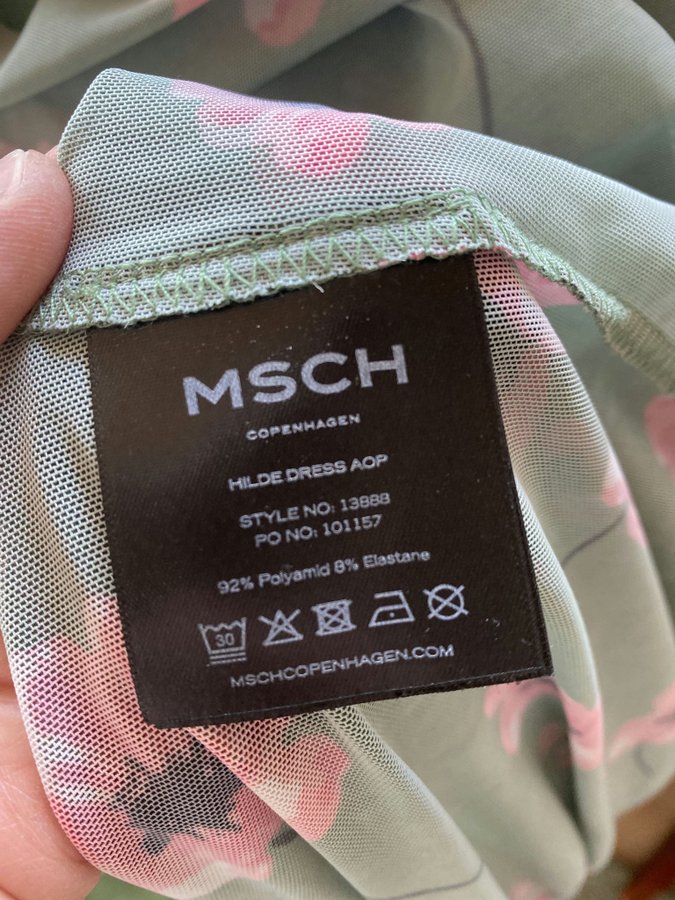 MSCH
COPENHAGEN
HILDE DRESS AOP
STYLE NO: 13888
PO NO: 101157
92% Polyamid 8% Elastane
30
MSCHCOPENHAGEN.COM